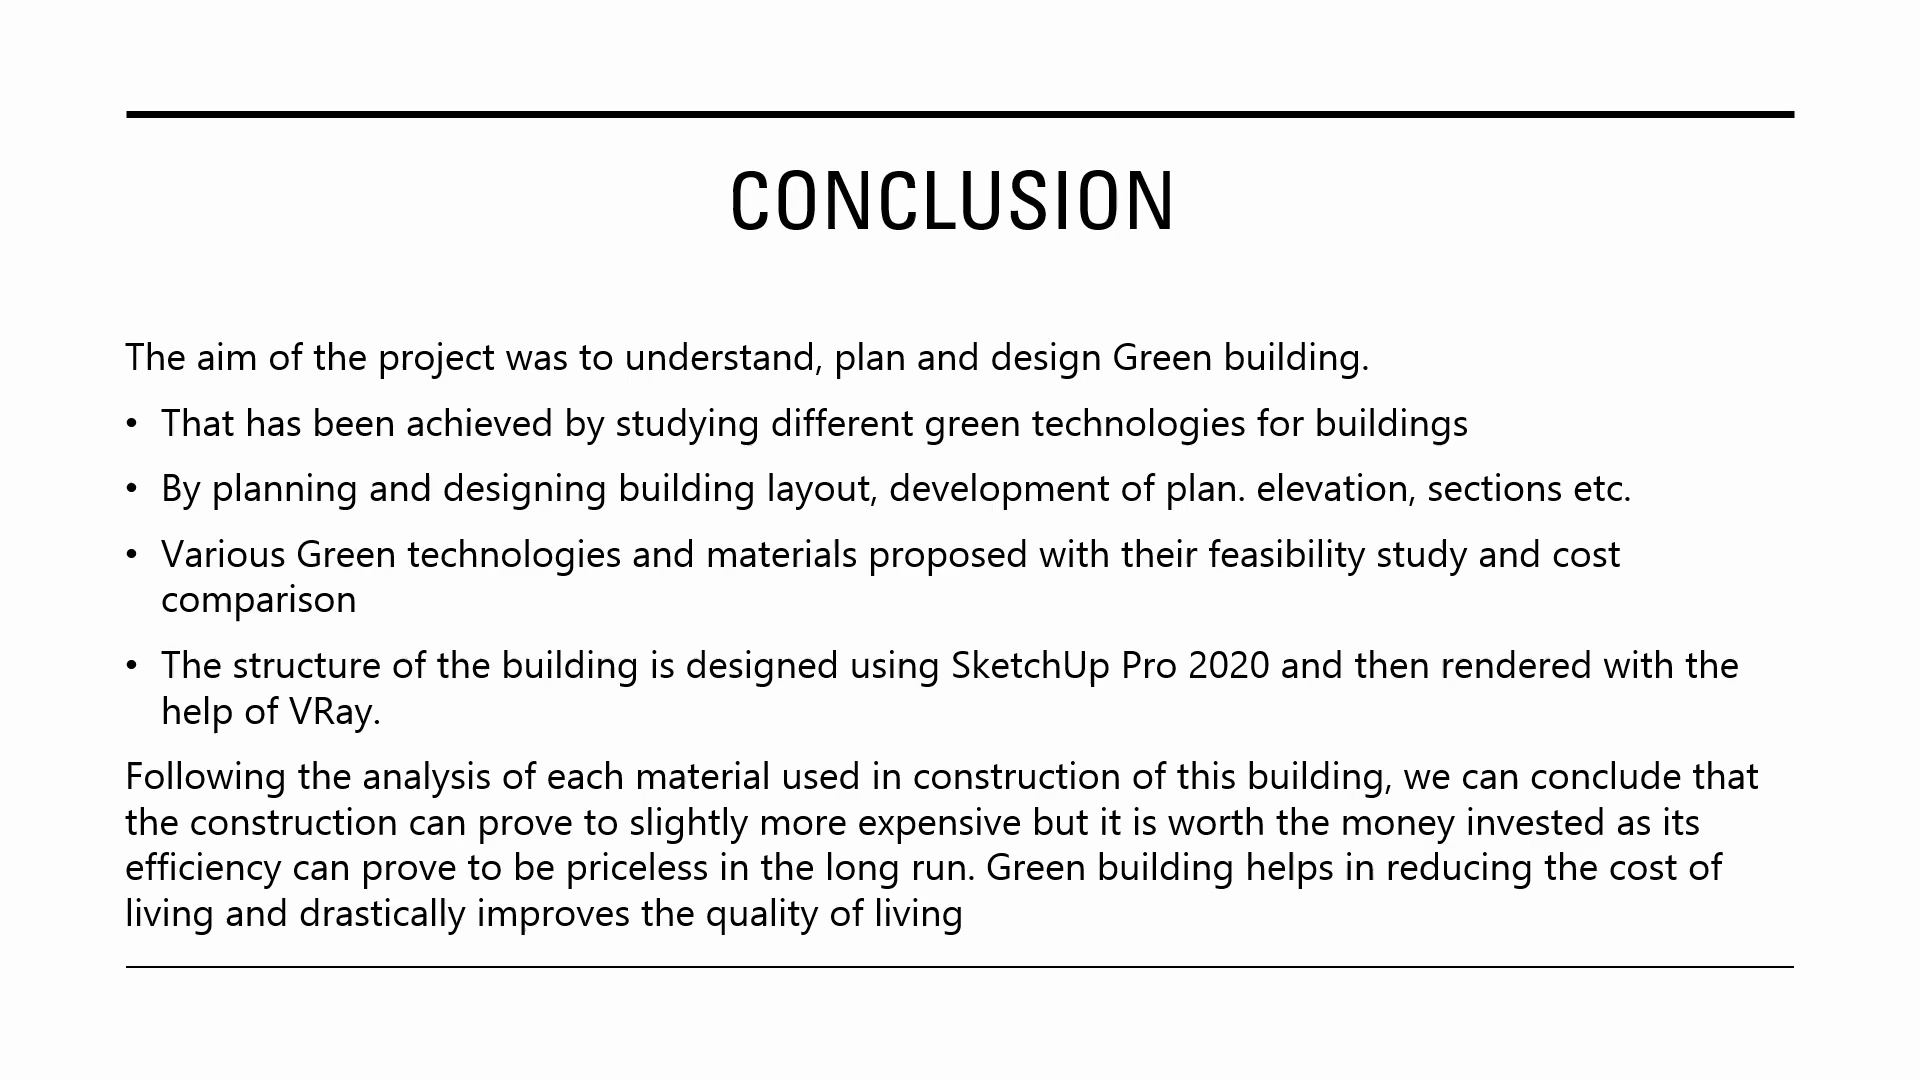 CONCLUSION
The aim of the project was to understand, plan and design Green building.
• That has been achieved by studying different green technologies for buildings
• By planning and designing building layout, development of plan. elevation, sections etc.
• Various Green technologies and materials proposed with their feasibility study and cost
comparison
• The structure of the building is designed using SketchUp Pro 2020 and then rendered with the
help of VRay.
Following the analysis of each material used in construction of this building, we can conclude that
the construction can prove to slightly more expensive but it is worth the money invested as its
efficiency can prove to be priceless in the long run. Green building helps in reducing the cost of
living and drastically improves the quality of living